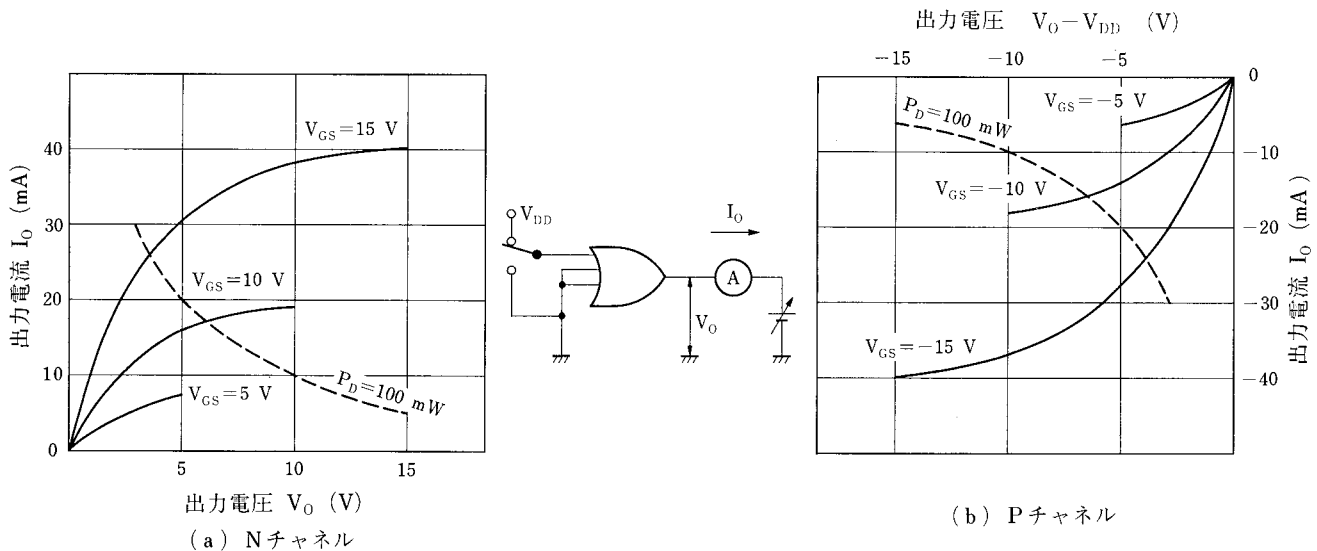 出力電流 I_O (mA)
40
30
20
10
0
V_GS=15 V
V_GS=10 V
V_GS=5 V
P_D=100 mW
5 10 15
出力電圧 V_O (V)
(a) Nチャネル
V_DD
I_O
A
V_O
出力電圧 V_O−V_DD (V)
−15 −10 −5
0
−10
−20
−30
−40
V_GS=−5 V
P_D=100 mW
V_GS=−10 V
V_GS=−15 V
出力電流 I_O (mA)
(b) Pチャネル